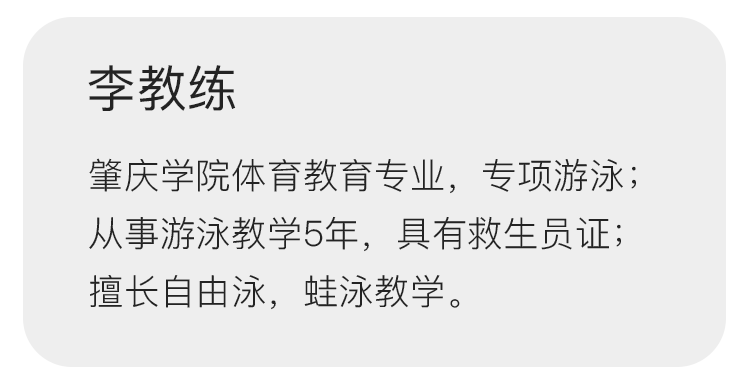 李教练
肇庆学院体育教育专业，专项游泳；
从事游泳教学5年，具有救生员证；
擅长自由泳，蛙泳教学。